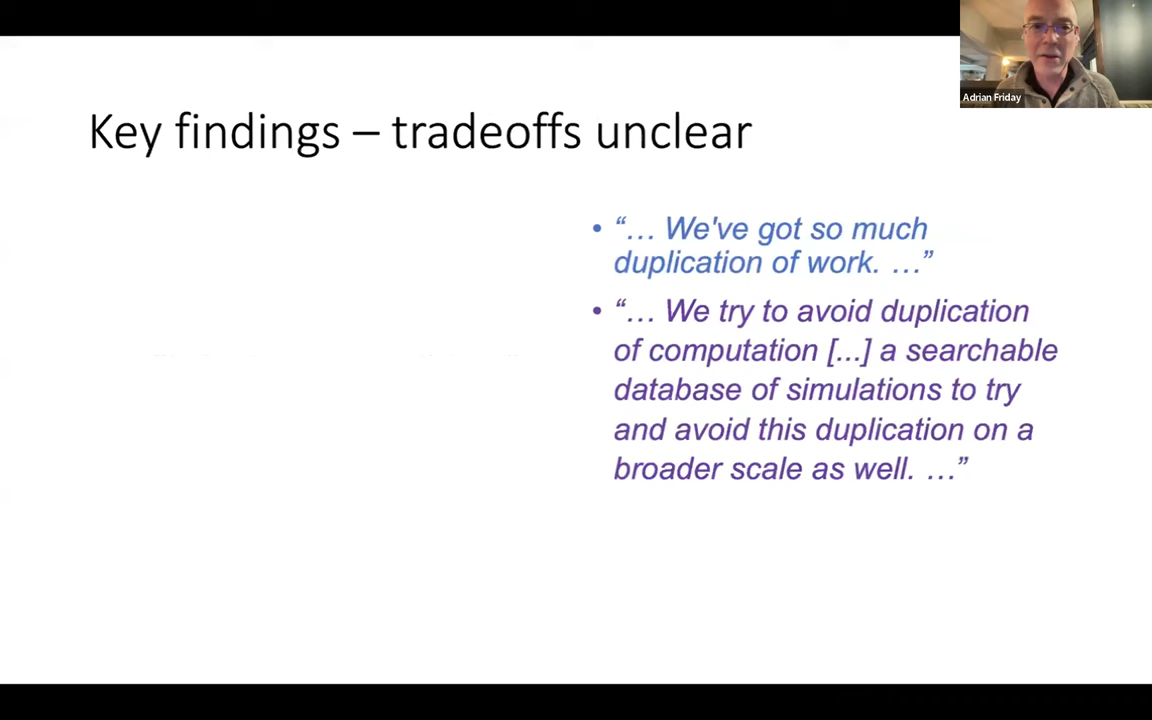 Adrian Friday
Key findings – tradeoffs unclear
• “… We've got so much
duplication of work. …”
• “… We try to avoid duplication
of computation [...] a searchable
database of simulations to try
and avoid this duplication on a
broader scale as well. …”